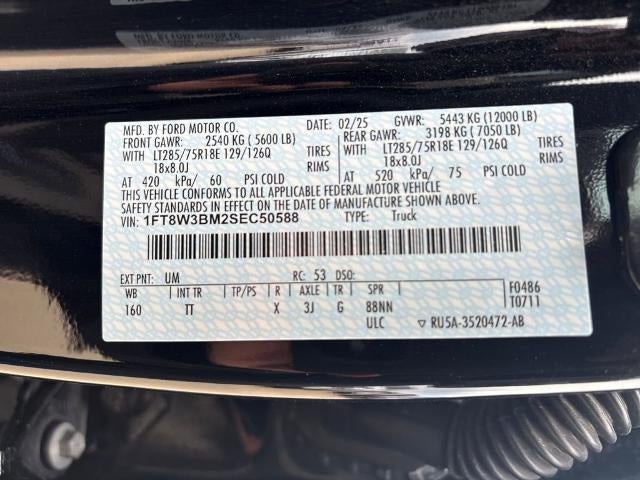 MFD. BY FORD MOTOR CO. DATE: 02/25 GVWR: 5443 KG (12000 LB)
FRONT GAWR: 2540 KG (5600 LB) REAR GAWR: 3198 KG (7050 LB)
LT285/75R18E 129/126Q TIRES LT285/75R18E 129/126Q TIRES
18x8.0J RIMS 18x8.0J RIMS
AT 420 kPa/ 60 PSI COLD AT 520 kPa/ 75 PSI COLD
THIS VEHICLE CONFORMS TO ALL APPLICABLE FEDERAL MOTOR VEHICLE
SAFETY STANDARDS IN EFFECT ON THE DATE OF MANUFACTURE SHOWN ABOVE.
VIN: 1FT8W3BM2SEC50588 TYPE: Truck
EXT PNT: UM RC: 53 DSO:
WB INT TR TP/PS R AXLE TR SPR F0486
160 TT X 3J G 88NN T0711
ULC ▽ RU5A-3520472-AB